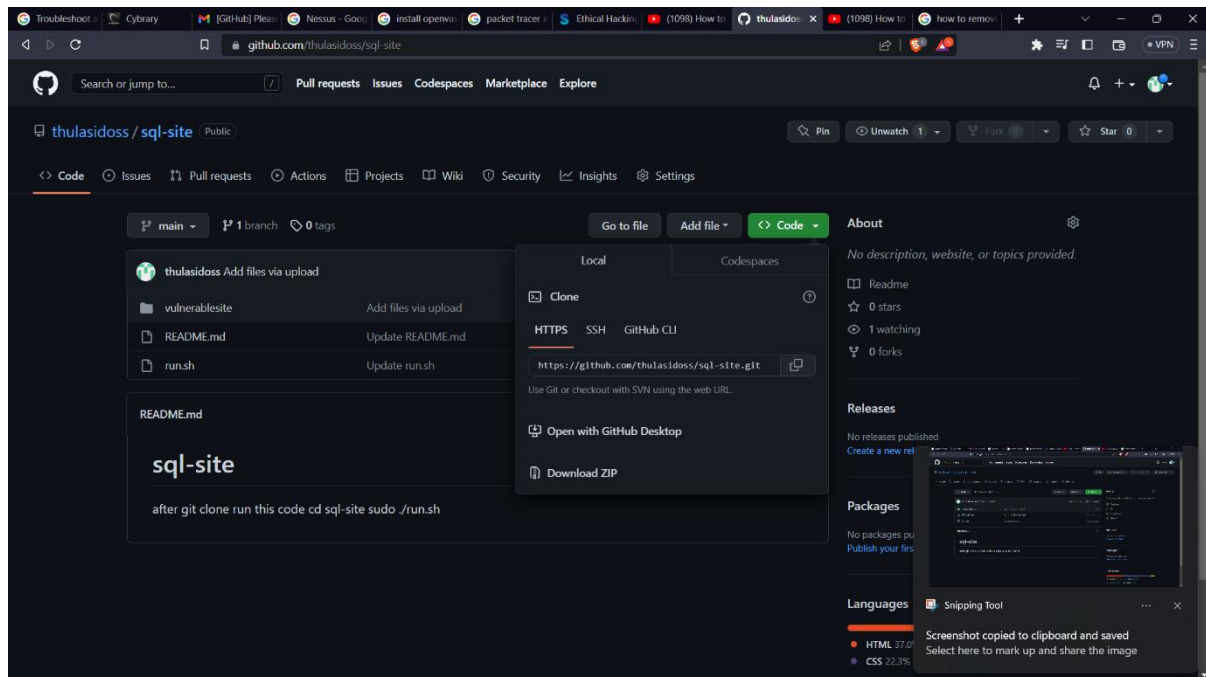 Troubleshoot a
Cybrary
[GitHub] Pleas
Nessus - Goog
install openva
packet tracer i
Ethical Hackin
(1098) How to
thulasidoss
(1098) How to
how to remov
github.com/thulasidoss/sql-site
VPN
Search or jump to...
/
Pull requests Issues Codespaces Marketplace Explore
thulasidoss / sql-site Public
Pin
Unwatch 1
Fork 0
Star 0
<> Code Issues Pull requests Actions Projects Wiki Security Insights Settings
main 1 branch 0 tags
Go to file Add file <> Code
thulasidoss Add files via upload
vulnerablesite Add files via upload
README.md Update README.md
run.sh Update run.sh
Local Codespaces
Clone
HTTPS SSH GitHub CLI
https://github.com/thulasidoss/sql-site.git
Use Git or checkout with SVN using the web URL.
Open with GitHub Desktop
Download ZIP
README.md
sql-site
after git clone run this code cd sql-site sudo ./run.sh
About
No description, website, or topics provided.
Readme
0 stars
1 watching
0 forks
Releases
No releases published
Create a new rel
Packages
No packages pu
Publish your firs
Languages
HTML 37.0
CSS 22.3%
Snipping Tool
Screenshot copied to clipboard and saved
Select here to mark up and share the image